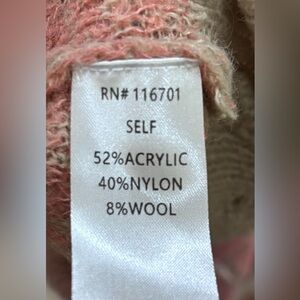 RN# 116701
SELF
52%ACRYLIC
40%NYLON
8%WOOL